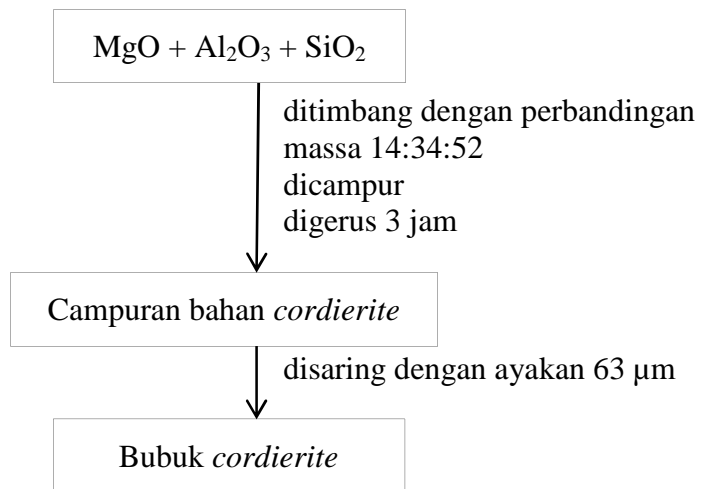 MgO + Al₂O₃ + SiO₂
ditimbang dengan perbandingan
massa 14:34:52
dicampur
digerus 3 jam
Campuran bahan cordierite
disaring dengan ayakan 63 µm
Bubuk cordierite